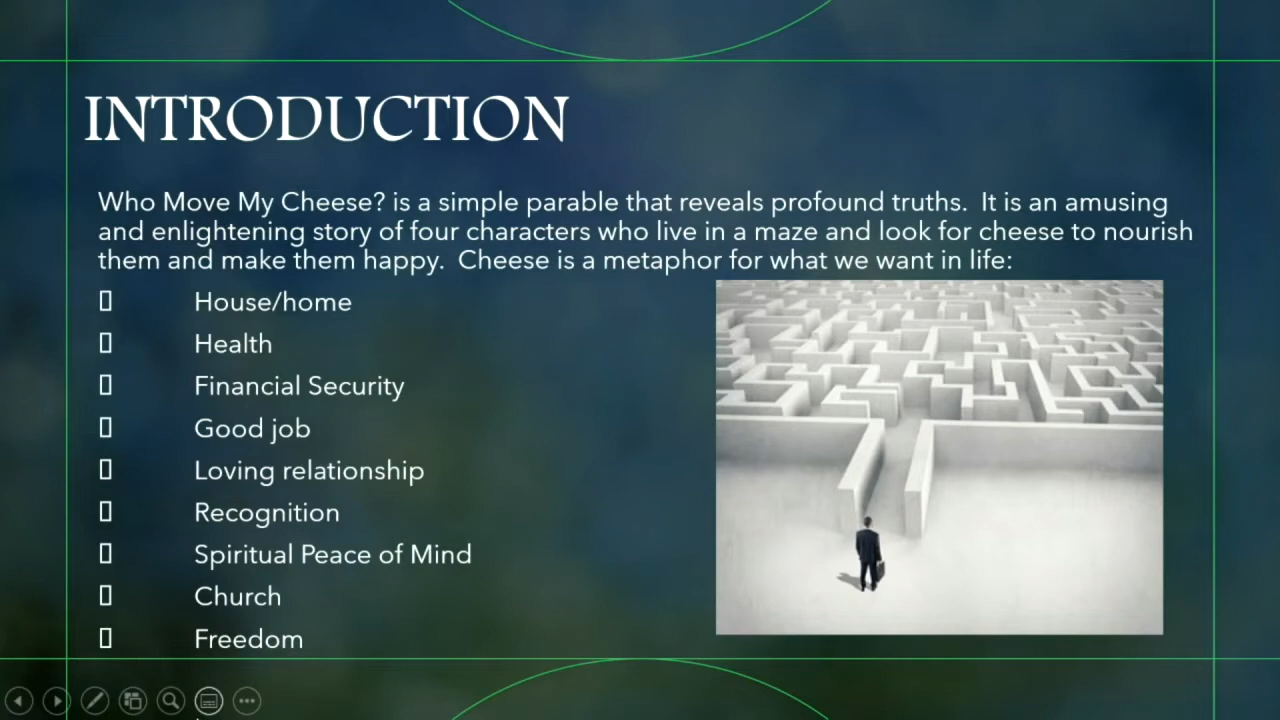 INTRODUCTION
Who Move My Cheese? is a simple parable that reveals profound truths.  It is an amusing
and enlightening story of four characters who live in a maze and look for cheese to nourish
them and make them happy.  Cheese is a metaphor for what we want in life:
House/home
Health
Financial Security
Good job
Loving relationship
Recognition
Spiritual Peace of Mind
Church
Freedom